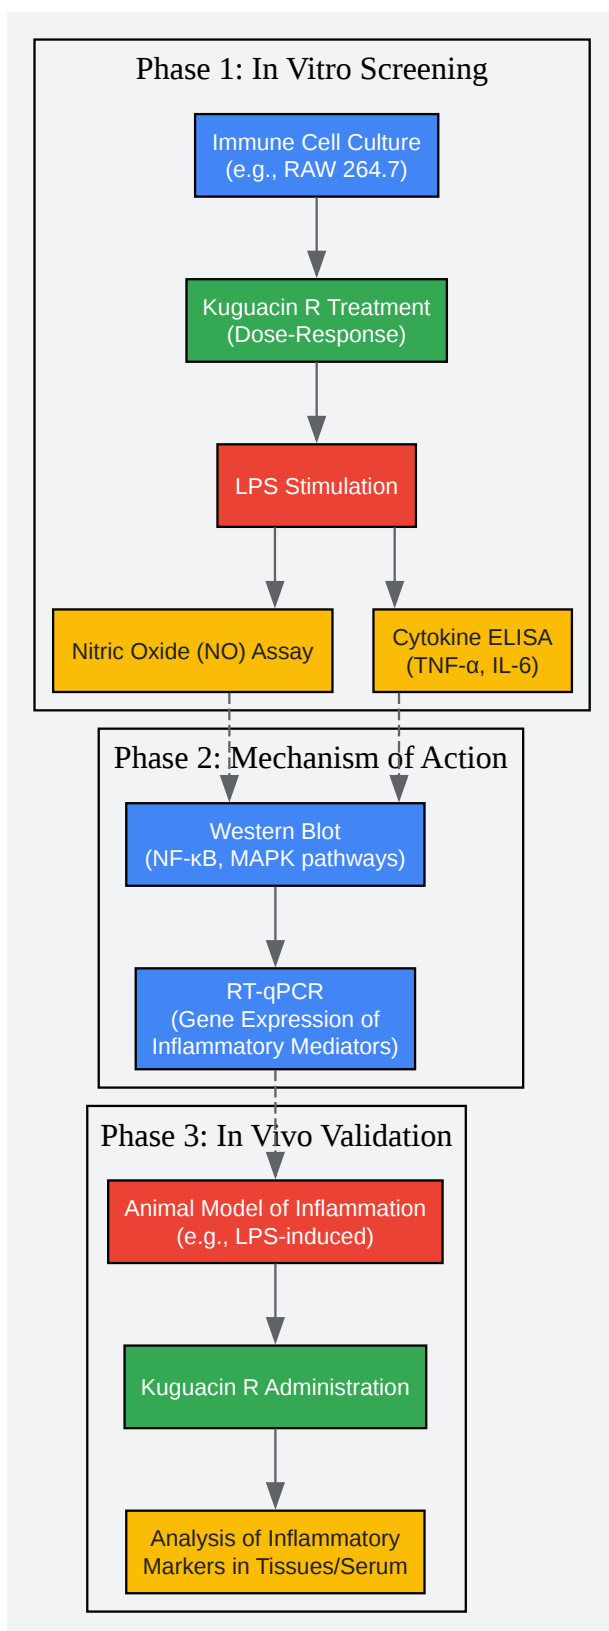 Phase 1: In Vitro Screening
Immune Cell Culture
(e.g., RAW 264.7)
Kuguacin R Treatment
(Dose-Response)
LPS Stimulation
Nitric Oxide (NO) Assay
Cytokine ELISA
(TNF-α, IL-6)
Phase 2: Mechanism of Action
Western Blot
(NF-κB, MAPK pathways)
RT-qPCR
(Gene Expression of
Inflammatory Mediators)
Phase 3: In Vivo Validation
Animal Model of Inflammation
(e.g., LPS-induced)
Kuguacin R Administration
Analysis of Inflammatory
Markers in Tissues/Serum